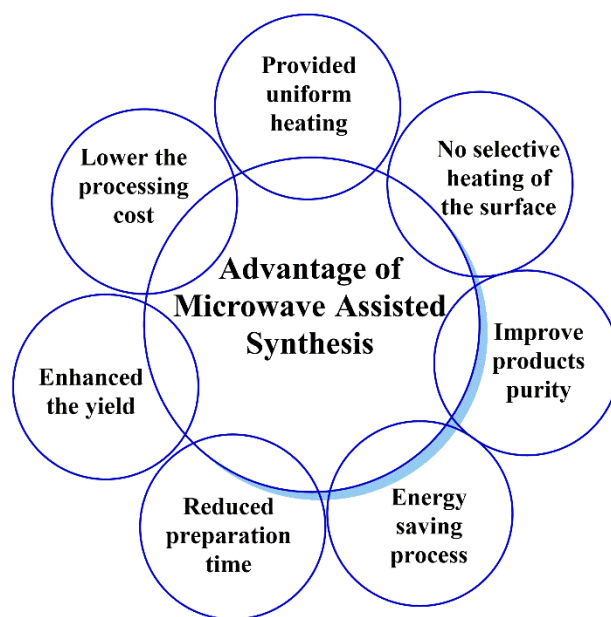 Advantage of
Microwave Assisted
Synthesis
Provided
uniform
heating
No selective
heating of
the surface
Improve
products
purity
Energy
saving
process
Reduced
preparation
time
Enhanced
the yield
Lower the
processing
cost